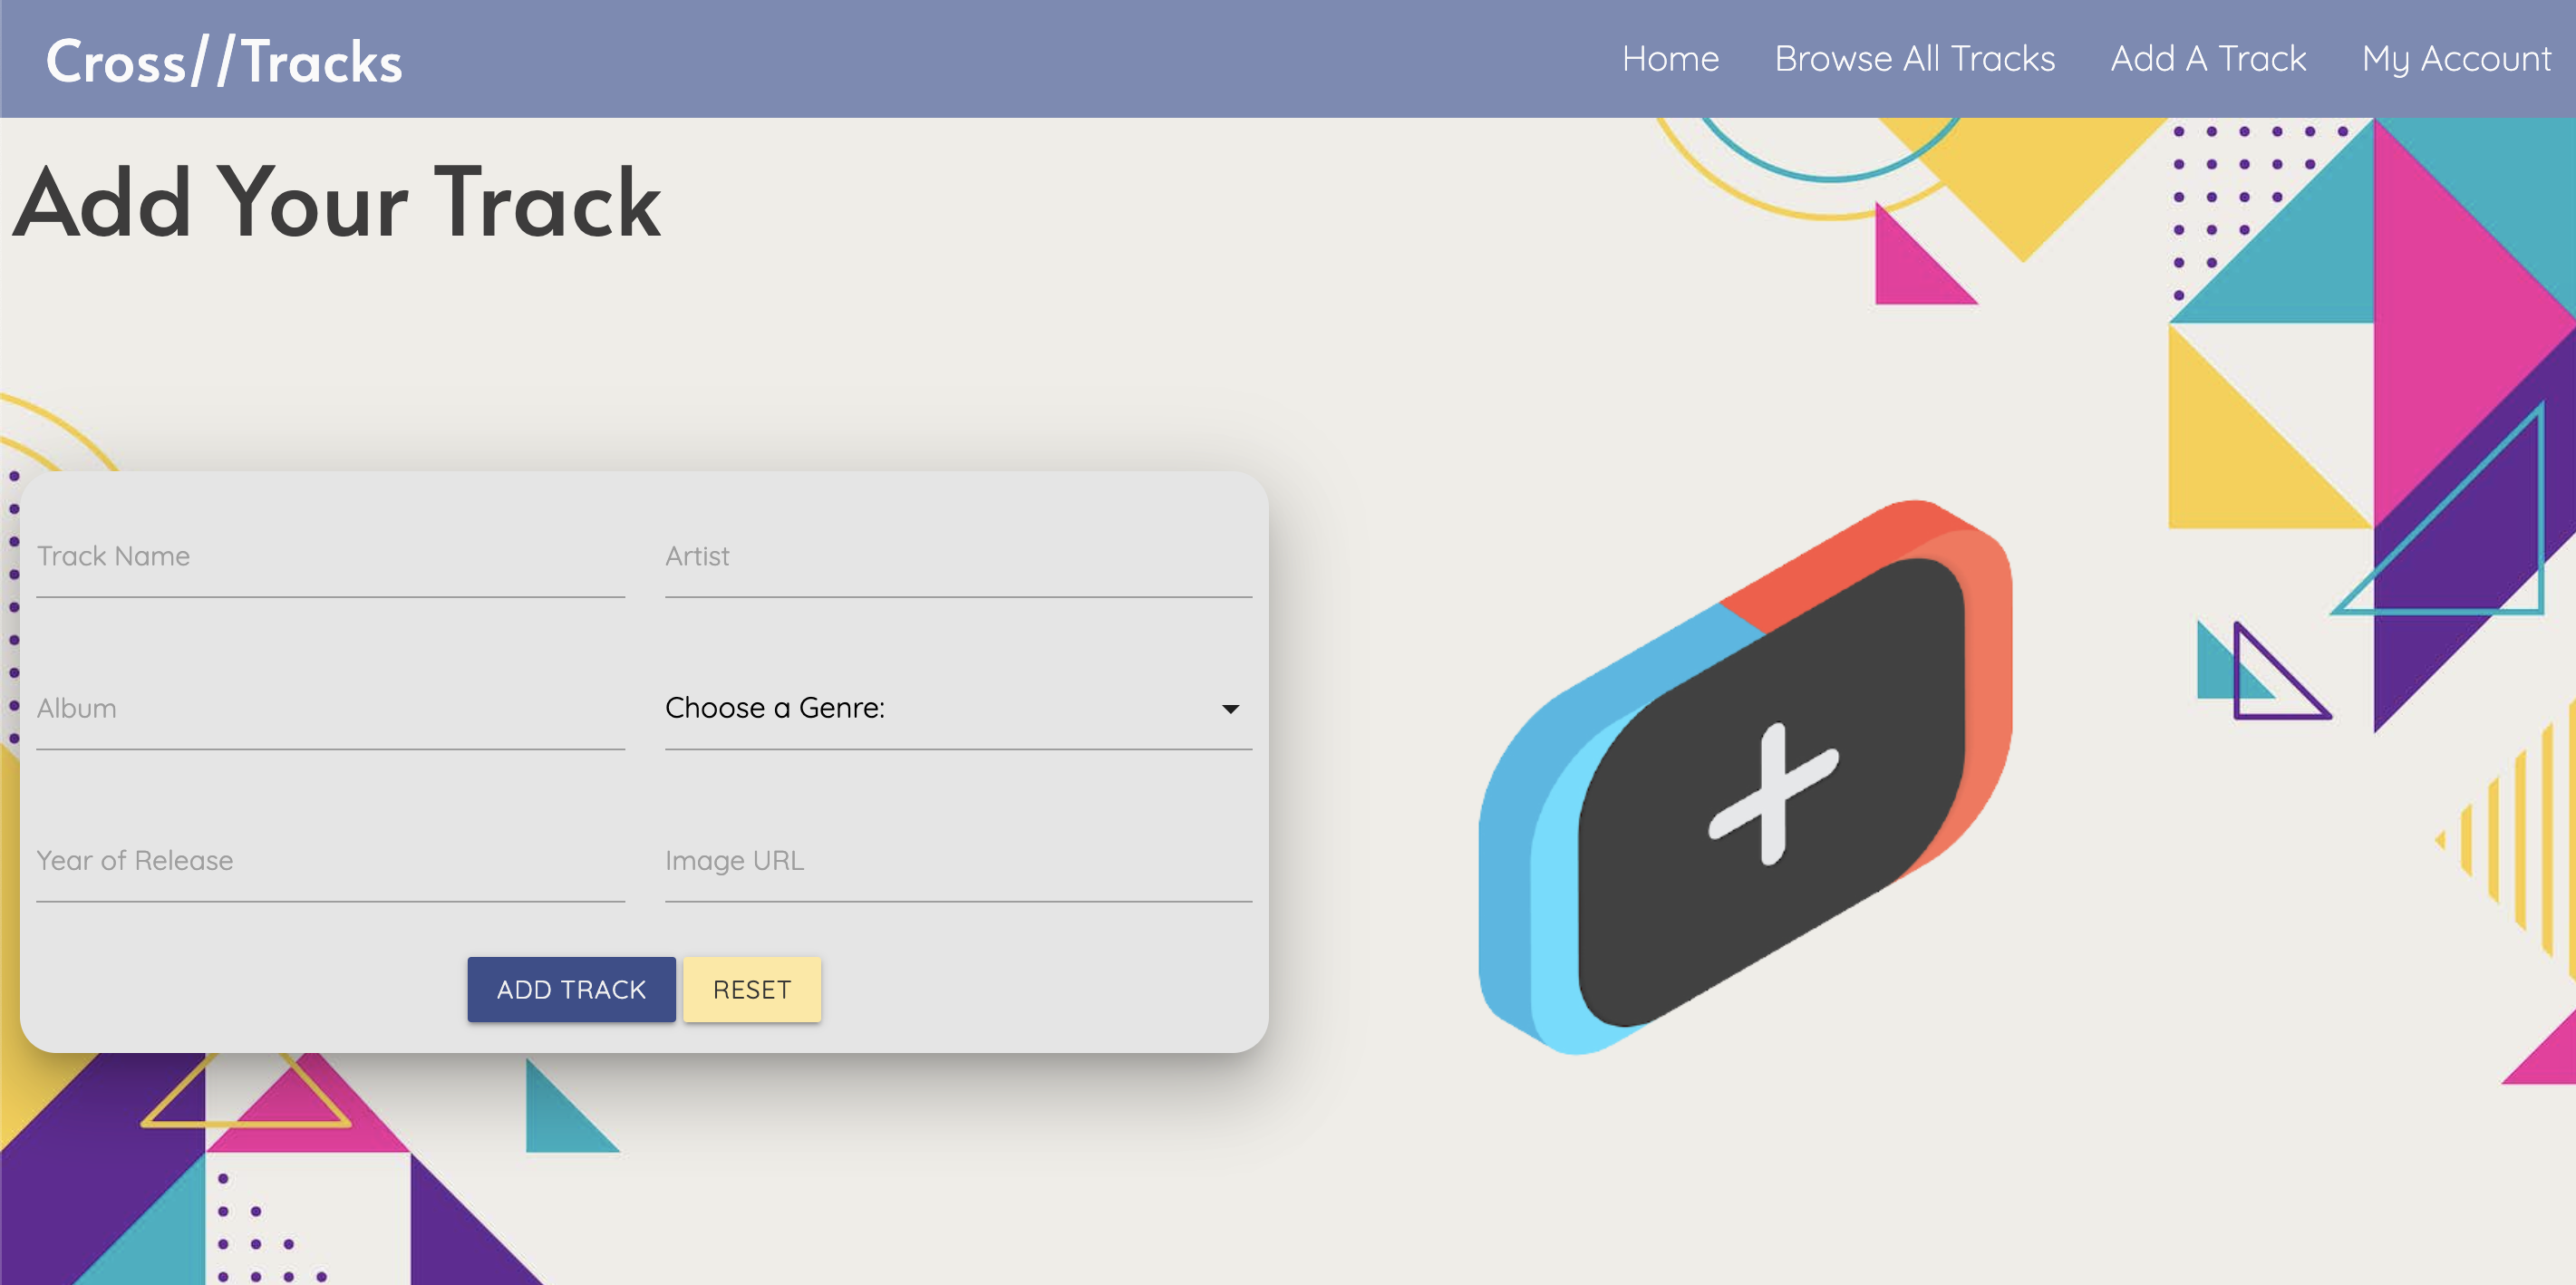 Cross//Tracks
Home Browse All Tracks Add A Track My Account
Add Your Track
Track Name Artist
Album Choose a Genre:
Year of Release Image URL
ADD TRACK RESET